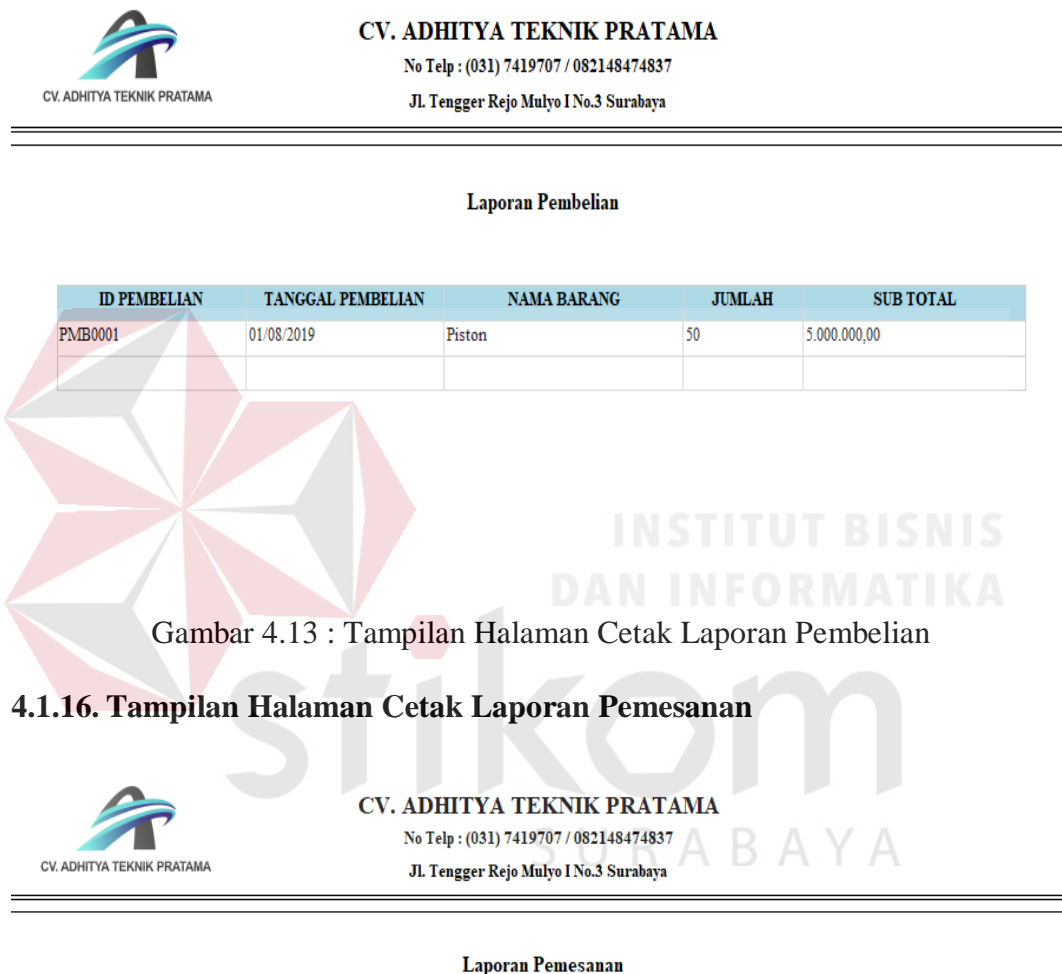 CV. ADHITYA TEKNIK PRATAMA
No Telp : (031) 7419707 / 082148474837
Jl. Tengger Rejo Mulyo I No.3 Surabaya
CV. ADHITYA TEKNIK PRATAMA
Laporan Pembelian
ID PEMBELIAN TANGGAL PEMBELIAN NAMA BARANG JUMLAH SUB TOTAL
PMB0001 01/08/2019 Piston 50 5.000.000,00
INSTITUT BISNIS
DAN INFORMATIKA
Gambar 4.13 : Tampilan Halaman Cetak Laporan Pembelian
stikom
4.1.16. Tampilan Halaman Cetak Laporan Pemesanan
CV. ADHITYA TEKNIK PRATAMA
No Telp : (031) 7419707 / 082148474837
SURABAYA
Jl. Tengger Rejo Mulyo I No.3 Surabaya
CV. ADHITYA TEKNIK PRATAMA
Laporan Pemesanan